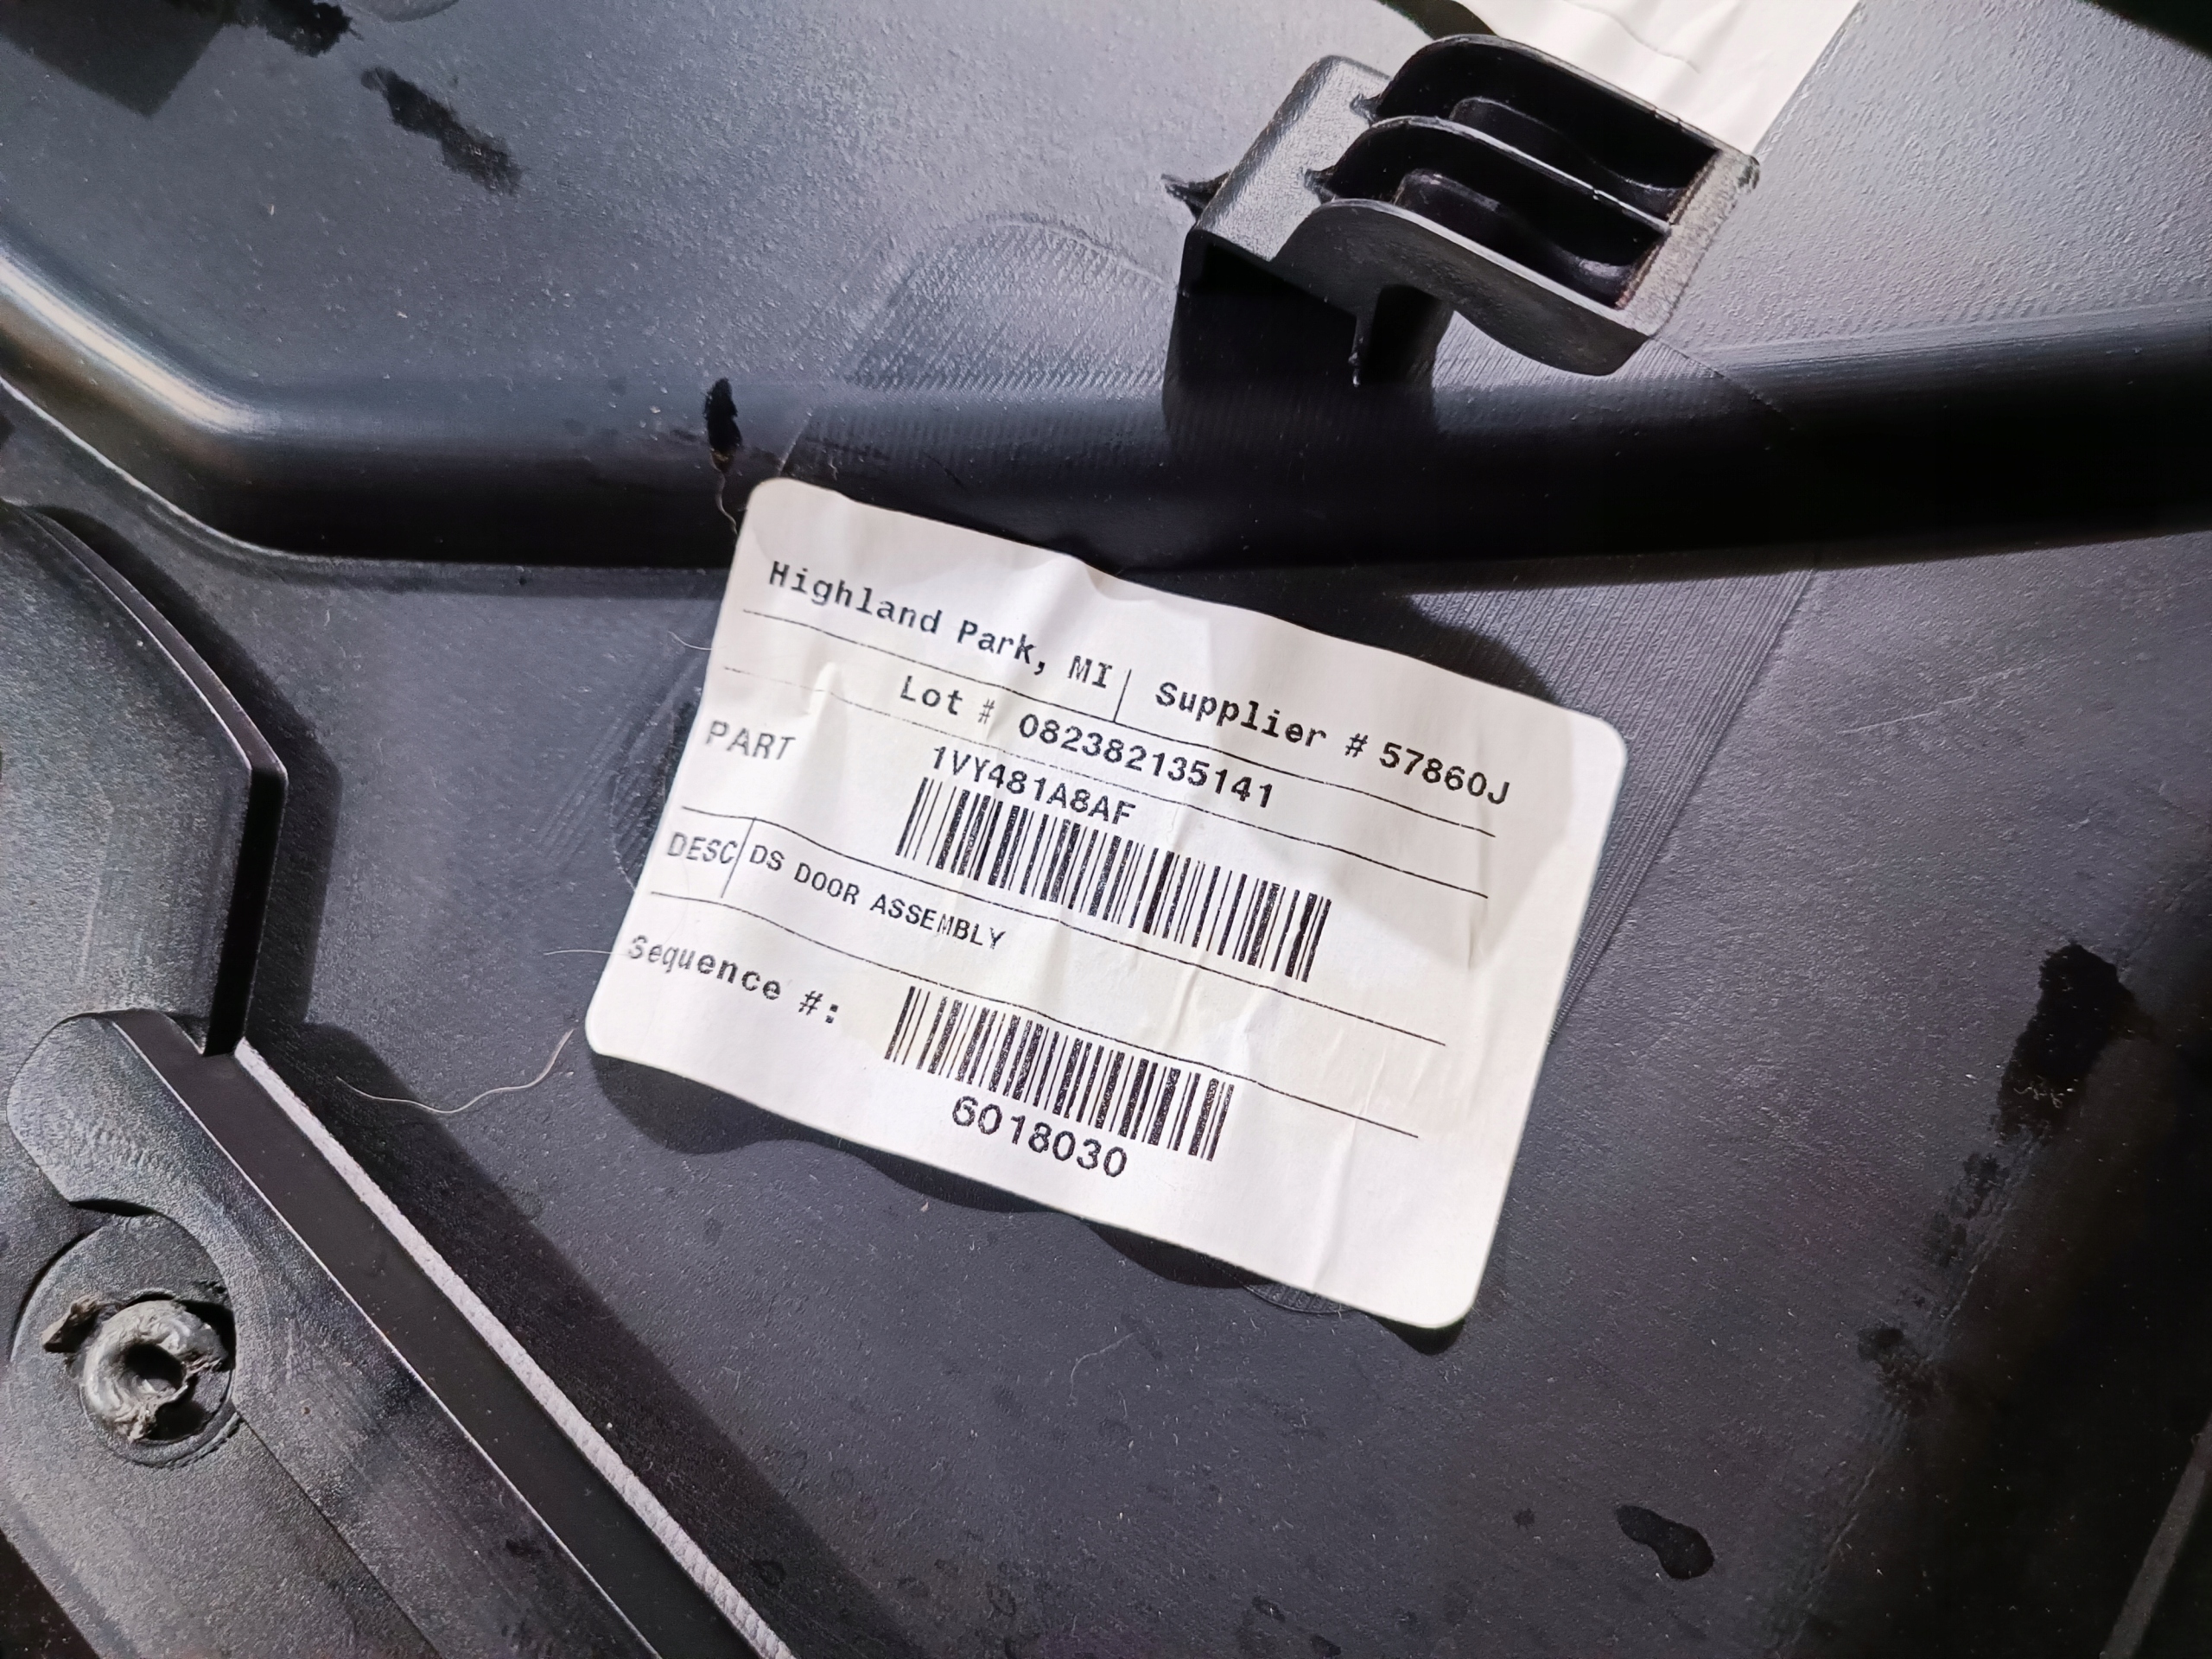 Highland Park, MI Supplier # 57860J
Lot # 082382135141
PART 1VY481A8AF
DESC DS DOOR ASSEMBLY
Sequence #:
6018030